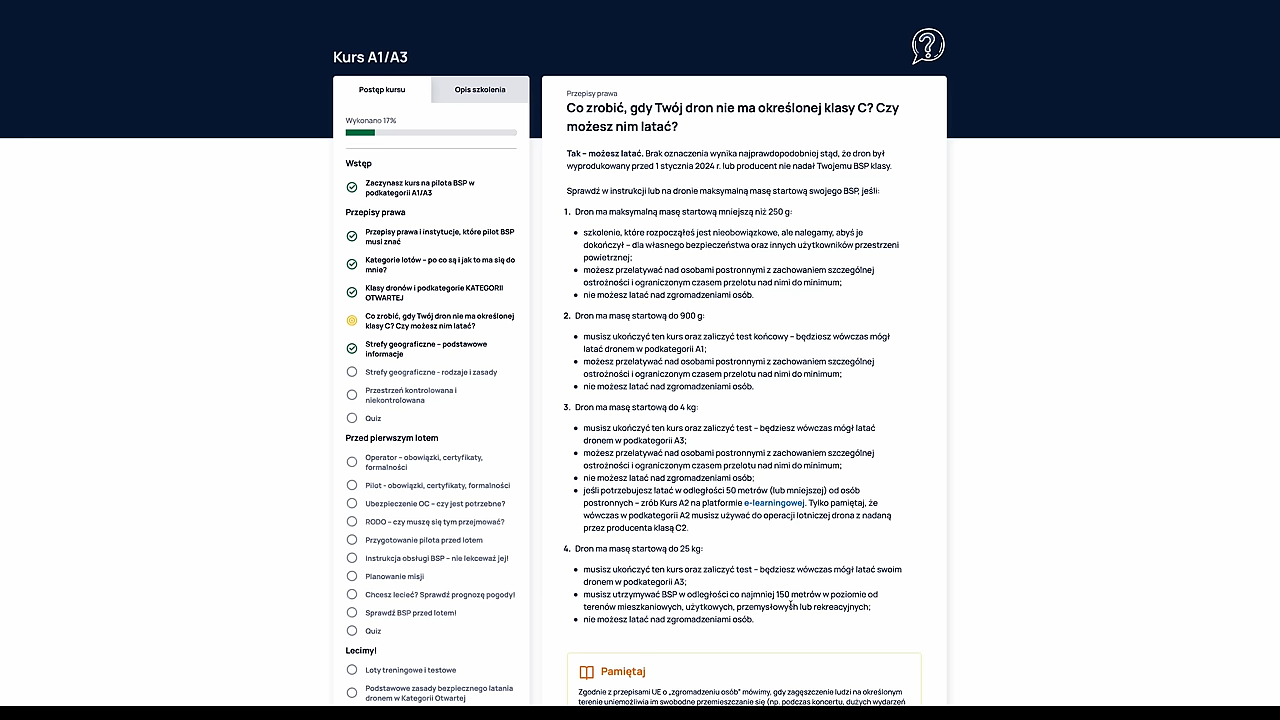 Kurs A1/A3
Postęp kursu
Opis szkolenia
Wykonano 17%
Wstęp
Zaczynasz kurs na pilota BSP w
podkategorii A1/A3
Przepisy prawa
Przepisy prawa i instytucje, które pilot BSP
musi znać
Kategorie lotów – po co są i jak to ma się do
mnie?
Klasy dronów i podkategorie KATEGORII
OTWARTEJ
Co zrobić, gdy Twój dron nie ma określonej
klasy C? Czy możesz nim latać?
Strefy geograficzne – podstawowe
informacje
Strefy geograficzne - rodzaje i zasady
Przestrzeń kontrolowana i
niekontrolowana
Quiz
Przed pierwszym lotem
Operator – obowiązki, certyfikaty,
formalności
Pilot - obowiązki, certyfikaty, formalności
Ubezpieczenie OC – czy jest potrzebne?
RODO – czy muszę się tym przejmować?
Przygotowanie pilota przed lotem
Instrukcja obsługi BSP – nie lekceważ jej!
Planowanie misji
Chcesz lecieć? Sprawdź prognozę pogody!
Sprawdź BSP przed lotem!
Quiz
Lecimy!
Loty treningowe i testowe
Podstawowe zasady bezpiecznego latania
dronem w Kategorii Otwartej
Przepisy prawa
Co zrobić, gdy Twój dron nie ma określonej klasy C? Czy
możesz nim latać?
Tak – możesz latać. Brak oznaczenia wynika najprawdopodobniej stąd, że dron był
wyprodukowany przed 1 stycznia 2024 r. lub producent nie nadał Twojemu BSP klasy.
Sprawdź w instrukcji lub na dronie maksymalną masę startową swojego BSP, jeśli:
1. Dron ma maksymalną masę startową mniejszą niż 250 g:
• szkolenie, które rozpocząłeś jest nieobowiązkowe, ale nalegamy, abyś je
dokończył – dla własnego bezpieczeństwa oraz innych użytkowników przestrzeni
powietrznej;
• możesz przelatywać nad osobami postronnymi z zachowaniem szczególnej
ostrożności i ograniczonym czasem przelotu nad nimi do minimum;
• nie możesz latać nad zgromadzeniami osób.
2. Dron ma masę startową do 900 g:
• musisz ukończyć ten kurs oraz zaliczyć test końcowy – będziesz wówczas mógł
latać dronem w podkategorii A1;
• możesz przelatywać nad osobami postronnymi z zachowaniem szczególnej
ostrożności i ograniczonym czasem przelotu nad nimi do minimum;
• nie możesz latać nad zgromadzeniami osób.
3. Dron ma masę startową do 4 kg:
• musisz ukończyć ten kurs oraz zaliczyć test – będziesz wówczas mógł latać
dronem w podkategorii A3;
• możesz przelatywać nad osobami postronnymi z zachowaniem szczególnej
ostrożności i ograniczonym czasem przelotu nad nimi do minimum;
• nie możesz latać nad zgromadzeniami osób;
• jeśli potrzebujesz latać w odległości 50 metrów (lub mniejszej) od osób
postronnych – zrób Kurs A2 na platformie e-learningowej. Tylko pamiętaj, że
wówczas w podkategorii A2 musisz używać do operacji lotniczej drona z nadaną
przez producenta klasą C2.
4. Dron ma masę startową do 25 kg:
• musisz ukończyć ten kurs oraz zaliczyć test – będziesz wówczas mógł latać swoim
dronem w podkategorii A3;
• musisz utrzymywać BSP w odległości co najmniej 150 metrów w poziomie od
terenów mieszkaniowych, użytkowych, przemysłowych lub rekreacyjnych;
• nie możesz latać nad zgromadzeniami osób.
Pamiętaj
Zgodnie z przepisami UE o „zgromadzeniu osób” mówimy, gdy zagęszczenie ludzi na określonym
terenie uniemożliwia im swobodne przemieszczanie się (np. podczas koncertu, dużych wydarzeń